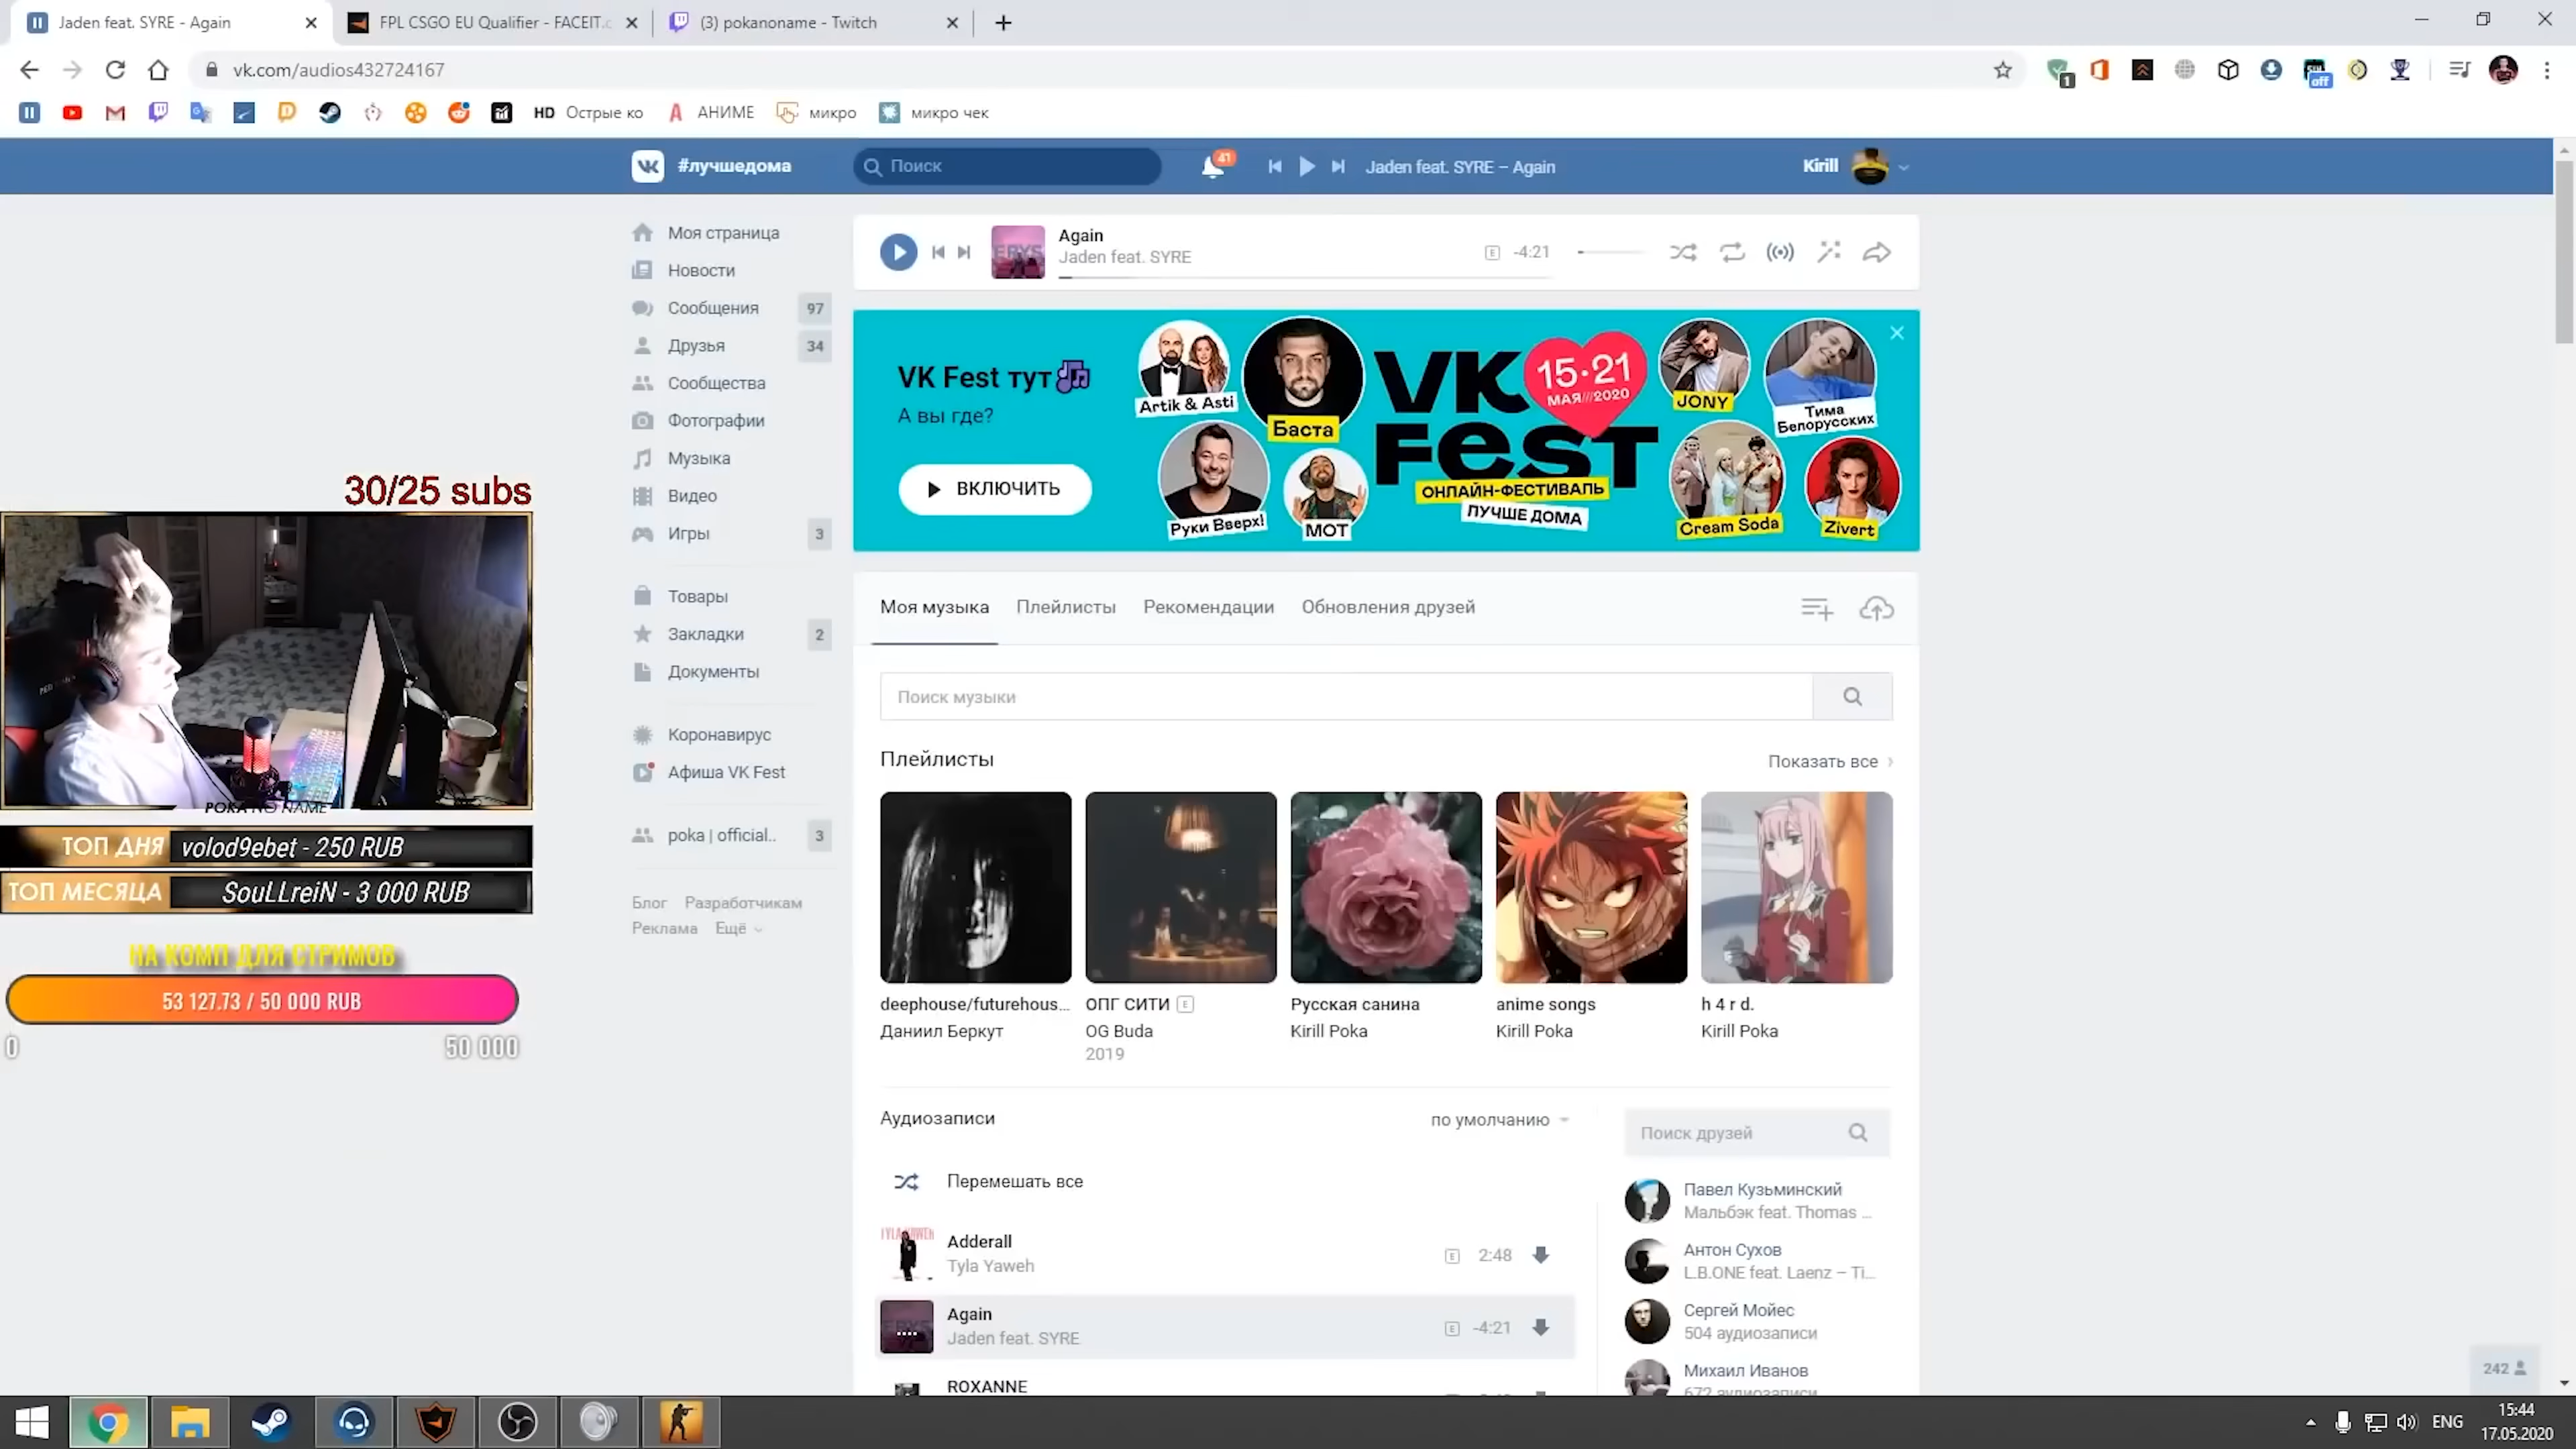 Jaden feat. SYRE - Again
FPL CSGO EU Qualifier - FACEIT.c
(3) pokanoname - Twitch
vk.com/audios432724167
1
off
HD Острые ко
АНИМЕ
микро
микро чек
#лучшедома
Поиск
41
Jaden feat. SYRE – Again
Kirill
Моя страница
Новости
Сообщения 97
Друзья 34
Сообщества
Фотографии
Музыка
Видео
Игры 3
Товары
Закладки 2
Документы
Коронавирус
Афиша VK Fest
poka | official.. 3
Блог Разработчикам
Реклама Ещё
Again
Jaden feat. SYRE
E -4:21
VK Fest тут
А вы где?
ВКЛЮЧИТЬ
Artik & Asti
Баста
Руки Вверх!
МОТ
VK FEST
15·21
МАЯ///2020
ОНЛАЙН-ФЕСТИВАЛЬ
ЛУЧШЕ ДОМА
JONY
Тима Белорусских
Cream Soda
Zivert
Моя музыка Плейлисты Рекомендации Обновления друзей
Поиск музыки
Плейлисты
Показать все
deephouse/futurehous...
Даниил Беркут
ОПГ СИТИ E
OG Buda
2019
Русская санина
Kirill Poka
anime songs
Kirill Poka
h 4 r d.
Kirill Poka
Аудиозаписи
по умолчанию
Перемешать все
Adderall
Tyla Yaweh
E 2:48
Again
Jaden feat. SYRE
E -4:21
ROXANNE
Поиск друзей
Павел Кузьминский
Мальбэк feat. Thomas ...
Антон Сухов
L.B.ONE feat. Laenz – Ti...
Сергей Мойес
504 аудиозаписи
Михаил Иванов
672 аудиозаписи
242
30/25 subs
POKA NO NAME
ТОП ДНЯ volod9ebet - 250 RUB
ТОП МЕСЯЦА SouLLreiN - 3 000 RUB
НА КОМП ДЛЯ СТРИМОВ
53 127.73 / 50 000 RUB
0 50 000
ENG
15:44
17.05.2020